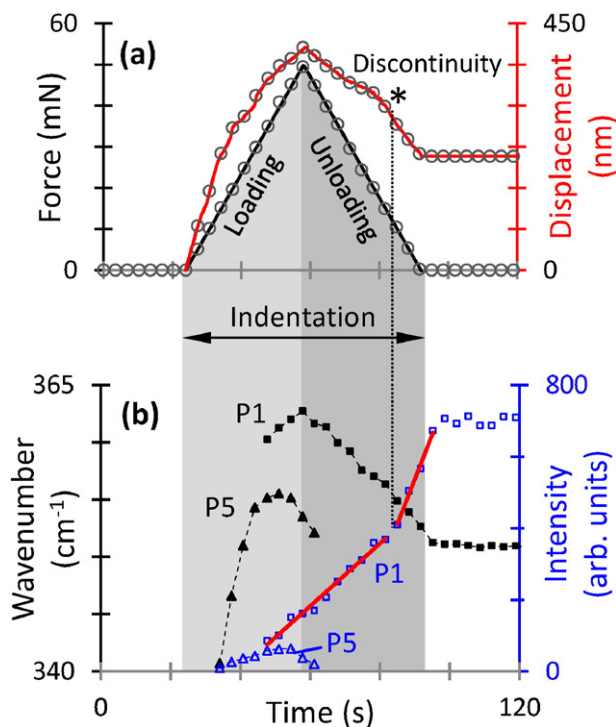 60
450
(a)
Discontinuity
*
Force (mN)
Loading
Unloading
Displacement
(nm)
0
0
Indentation
365
800
(b)
P1
P5
Wavenumber
(cm⁻¹)
P1
P5
Intensity
(arb. units)
340
0
0
Time (s)
120